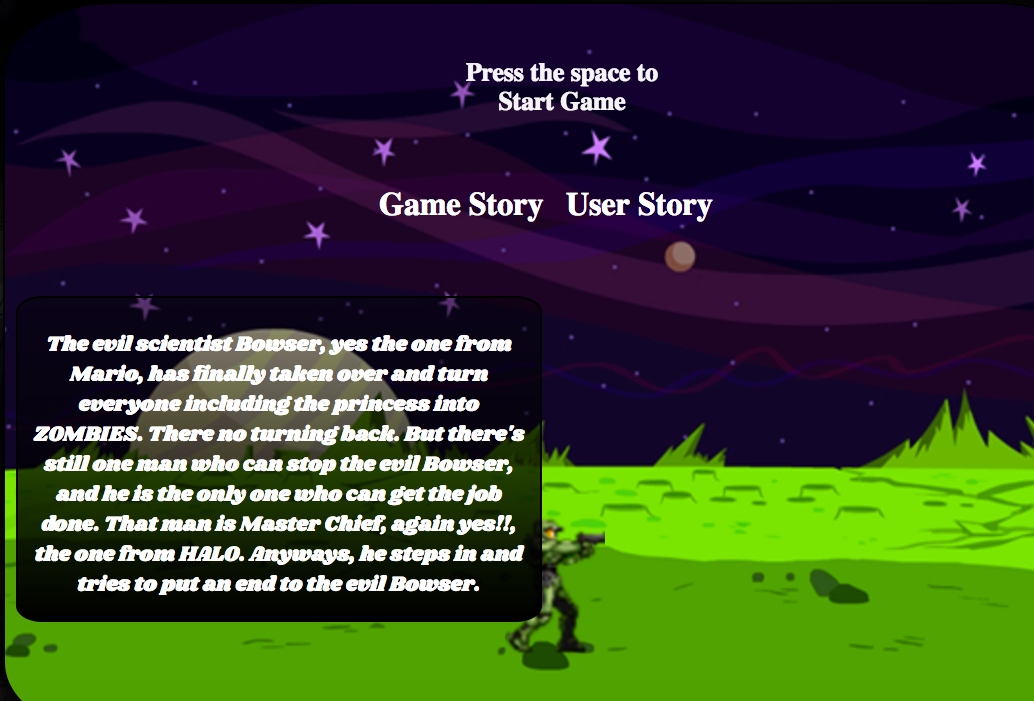 Press the space to
Start Game
Game Story User Story
The evil scientist Bowser, yes the one from
Mario, has finally taken over and turn
everyone including the princess into
ZOMBIES. There no turning back. But there's
still one man who can stop the evil Bowser,
and he is the only one who can get the job
done. That man is Master Chief, again yes!!,
the one from HALO. Anyways, he steps in and
tries to put an end to the evil Bowser.